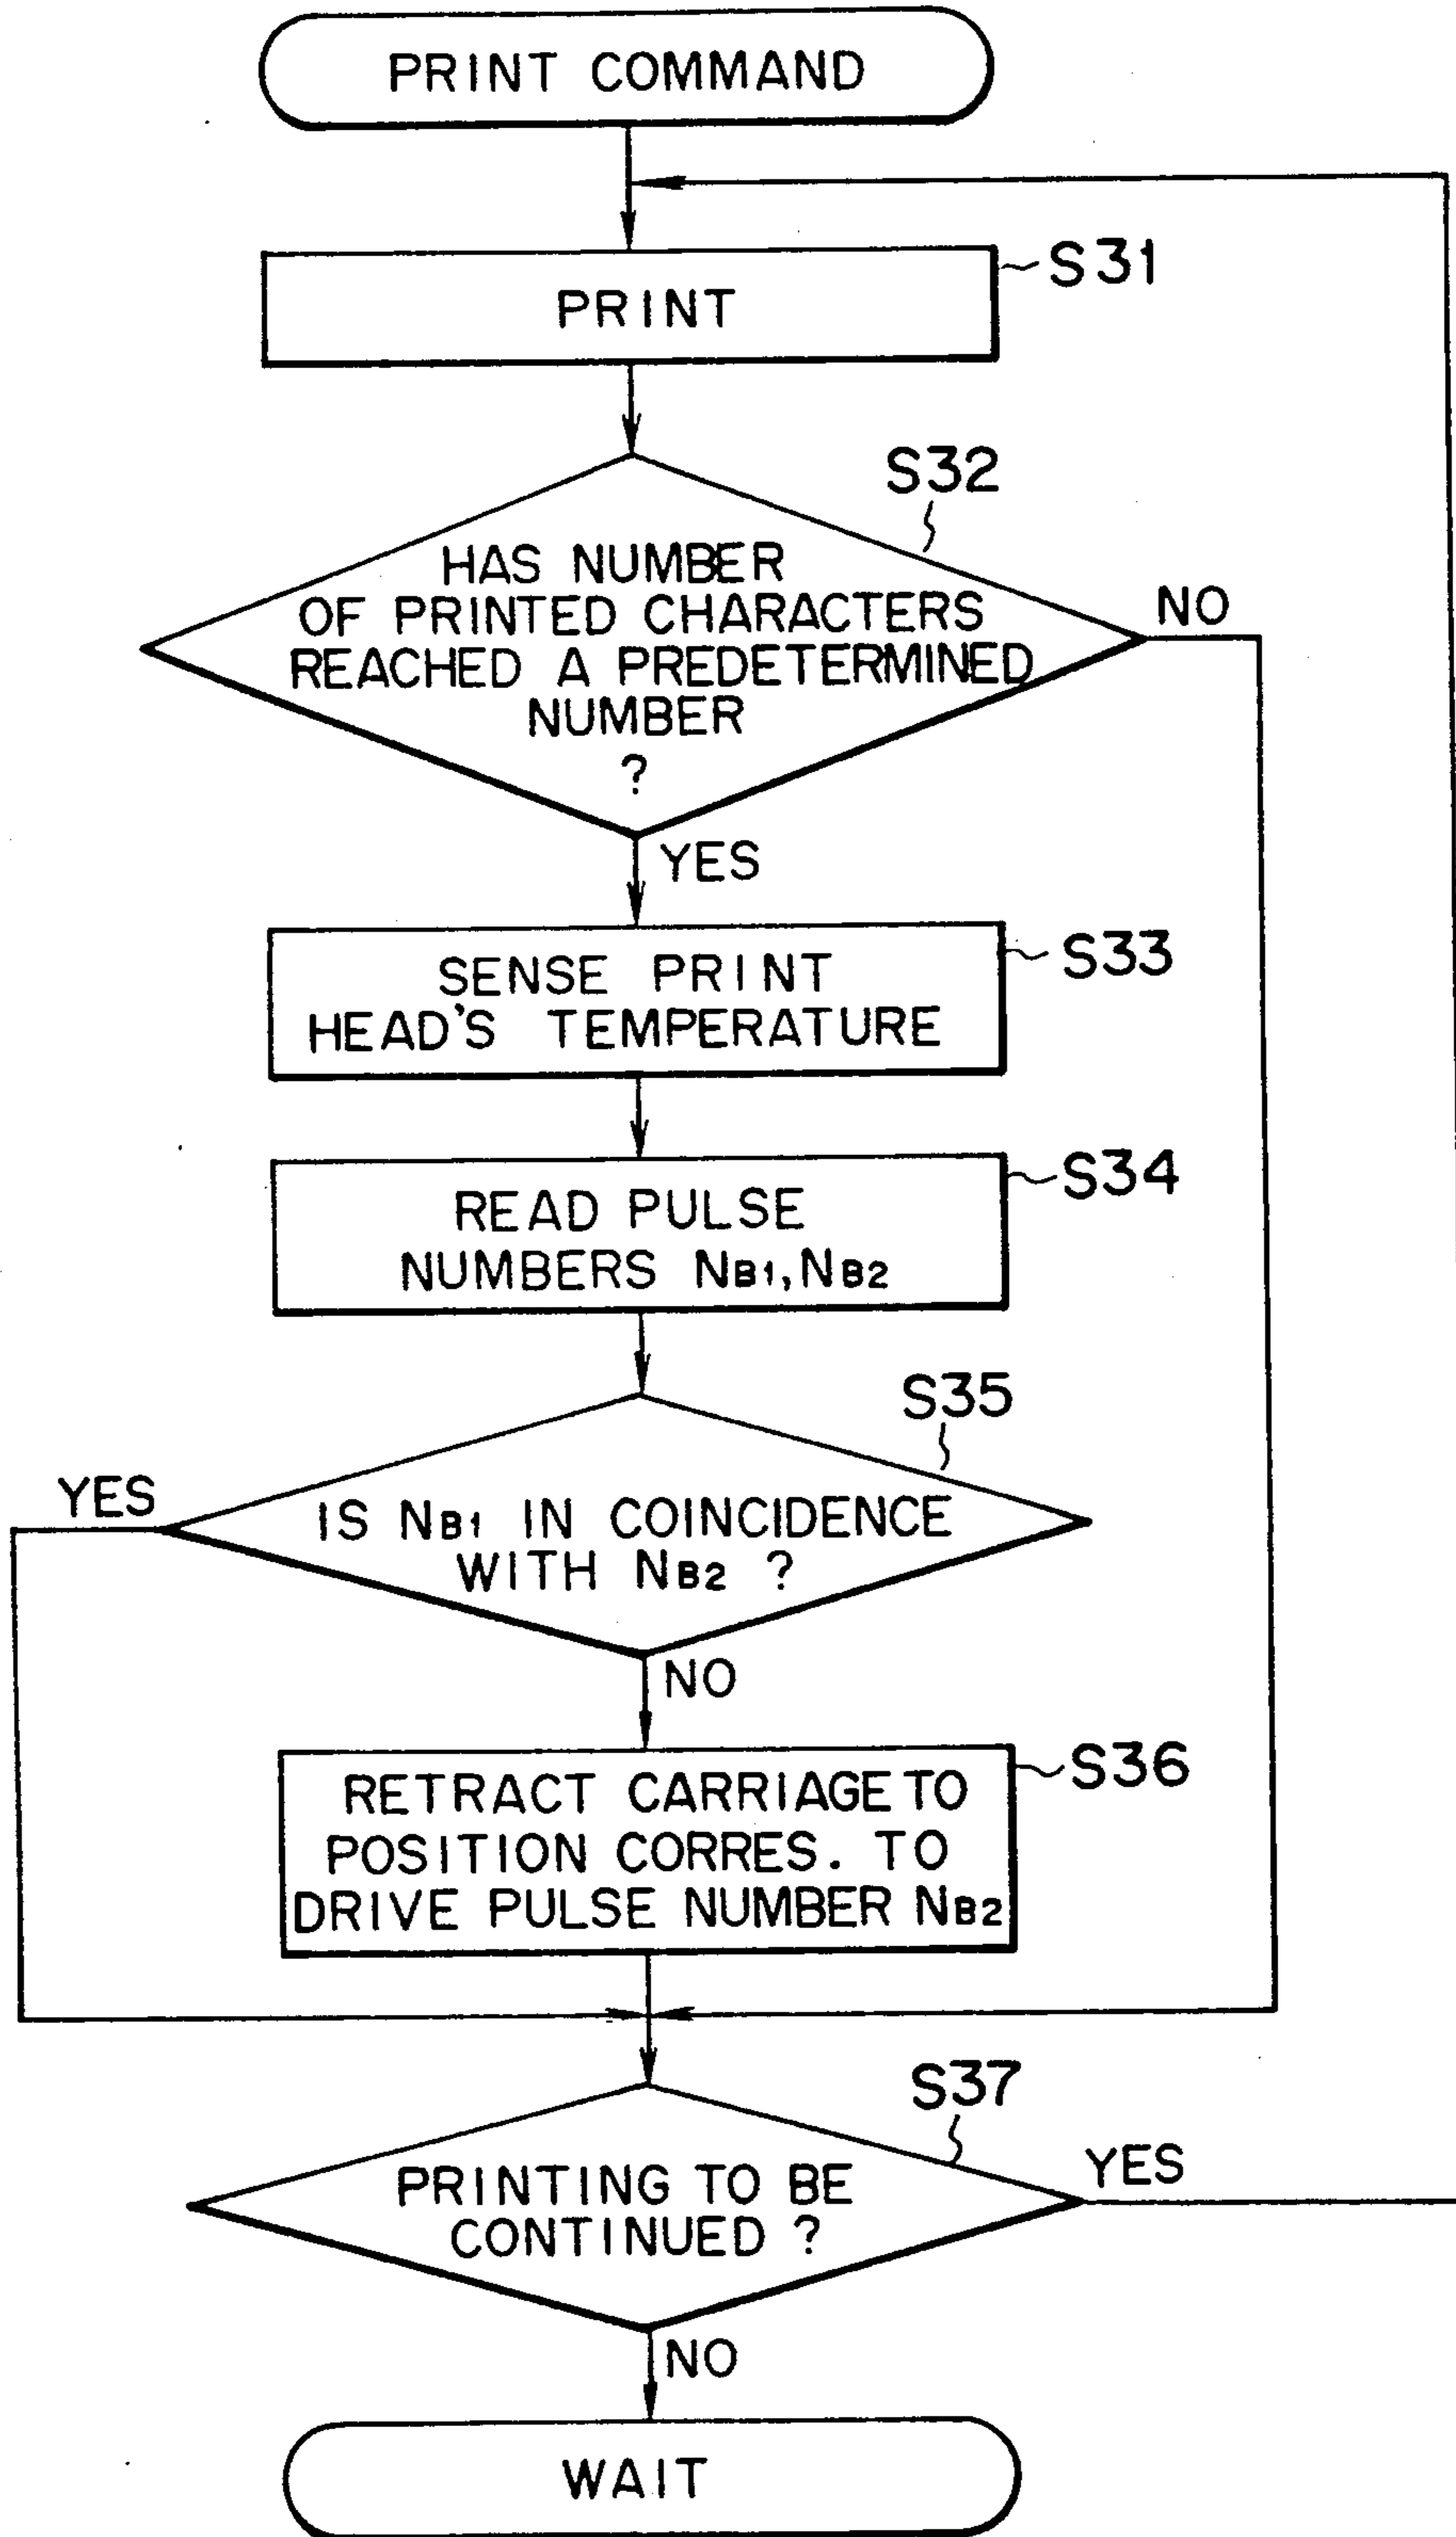 PRINT COMMAND
PRINT
S31
S32
HAS NUMBER
OF PRINTED CHARACTERS
REACHED A PREDETERMINED
NUMBER
?
NO
YES
SENSE PRINT
HEAD'S TEMPERATURE
S33
READ PULSE
NUMBERS NB1, NB2
S34
S35
YES
IS NB1 IN COINCIDENCE
WITH NB2 ?
NO
RETRACT CARRIAGE TO
POSITION CORRES. TO
DRIVE PULSE NUMBER NB2
S36
S37
PRINTING TO BE
CONTINUED ?
YES
NO
WAIT